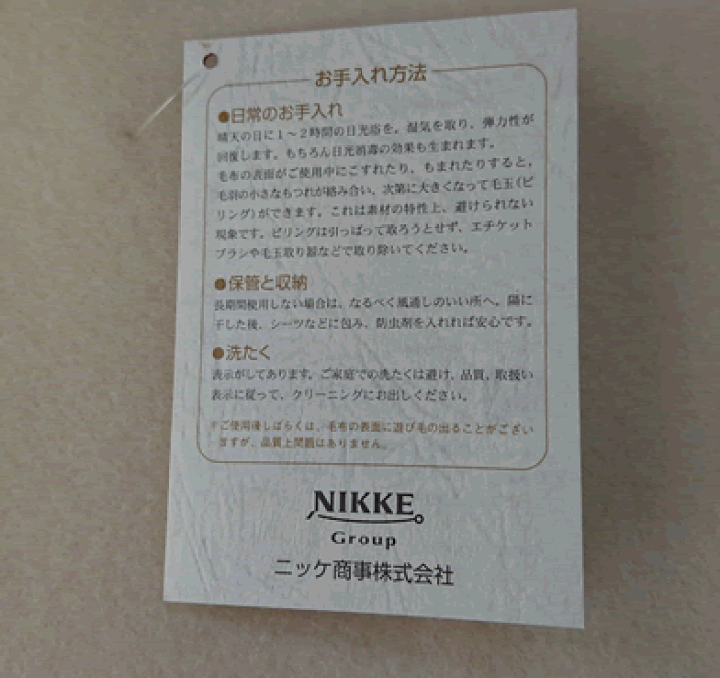 お手入れ方法
●日常のお手入れ
晴天の日に1～2時間の日光浴を。湿気を取り、弾力性が
回復します。もちろん日光消毒の効果も生まれます。
毛布の表面がご使用中にこすれたり、もまれたりすると、
毛羽の小さなもつれが絡み合い、次第に大きくなって毛玉(ピ
リング)ができます。これは素材の特性上、避けられない
現象です。ピリングは引っぱって取ろうとせず、エチケット
ブラシや毛玉取り器などで取り除いてください。
●保管と収納
長期間使用しない場合は、なるべく風通しのいい所へ。陽に
干した後、シーツなどに包み、防虫剤を入れれば安心です。
●洗たく
表示がしてあります。ご家庭での洗たくは避け、品質、取扱い
表示に従って、クリーニングにお出しください。
※ご使用後しばらくは、毛布の表面に遊び毛の出ることがござい
ますが、品質上問題はありません。
NIKKE
Group
ニッケ商事株式会社